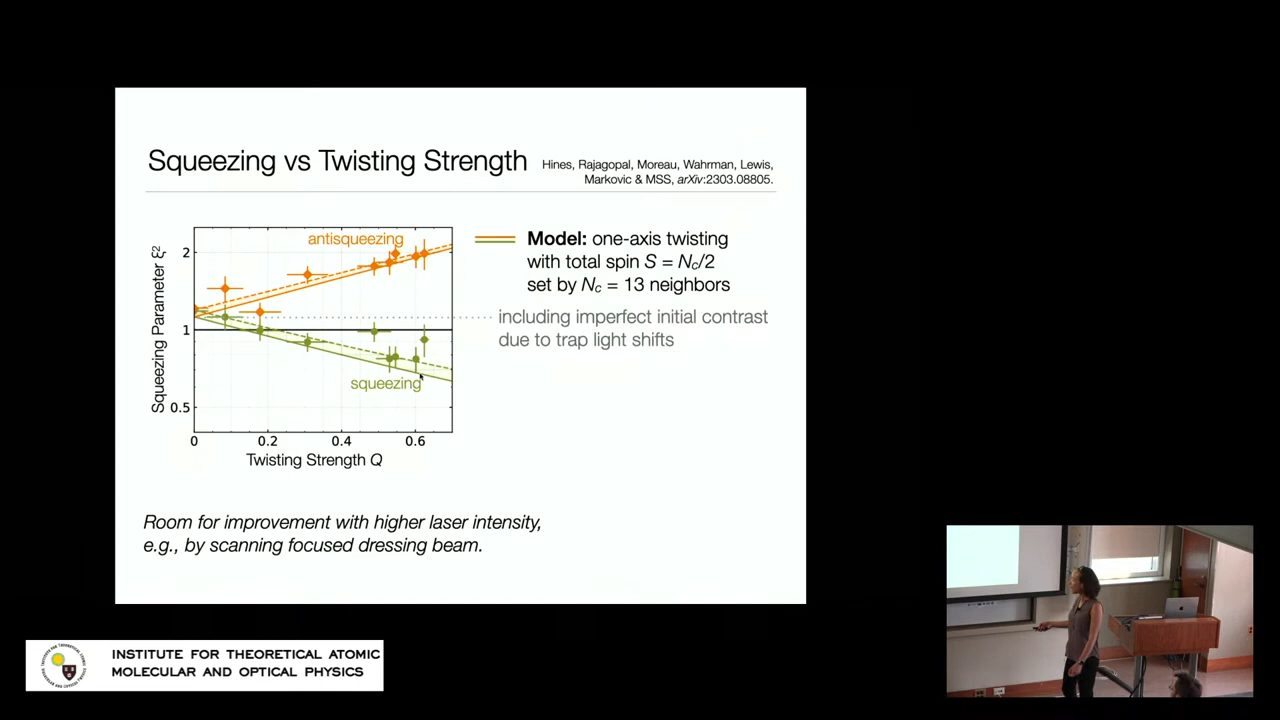 Squeezing vs Twisting Strength
Hines, Rajagopal, Moreau, Wahrman, Lewis,
Markovic & MSS, arXiv:2303.08805.
antisqueezing
squeezing
Squeezing Parameter ξ²
2
1
0.5
0 0.2 0.4 0.6
Twisting Strength Q
Model: one-axis twisting
with total spin S = N_c/2
set by N_c = 13 neighbors
including imperfect initial contrast
due to trap light shifts
Room for improvement with higher laser intensity,
e.g., by scanning focused dressing beam.
INSTITUTE FOR THEORETICAL ATOMIC
MOLECULAR AND OPTICAL PHYSICS